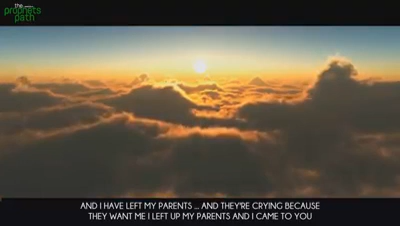 the
prophets
path
AND I HAVE LEFT MY PARENTS ... AND THEY'RE CRYING BECAUSE
THEY WANT ME I LEFT UP MY PARENTS AND I CAME TO YOU